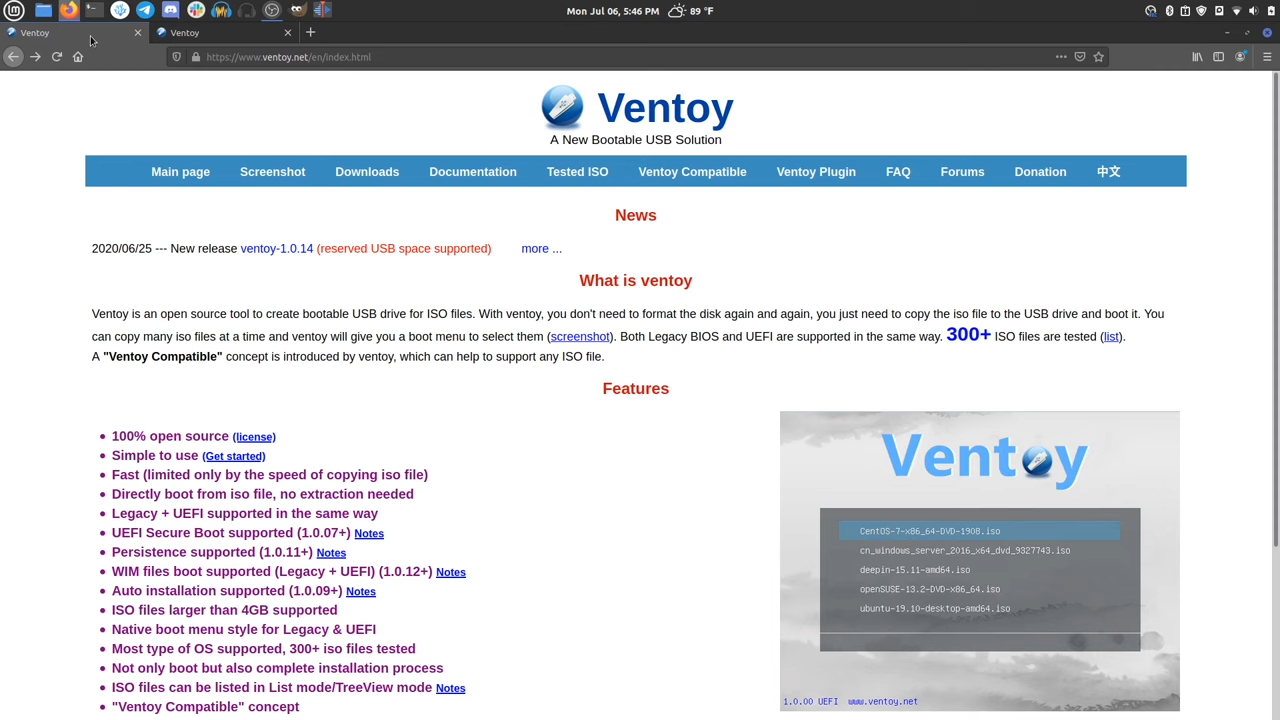 Mon Jul 06, 5:46 PM
89 °F
Ventoy
Ventoy
https://www.ventoy.net/en/index.html
Ventoy
A New Bootable USB Solution
Main page Screenshot Downloads Documentation Tested ISO Ventoy Compatible Ventoy Plugin FAQ Forums Donation 中文
News
2020/06/25 --- New release ventoy-1.0.14 (reserved USB space supported) more ...
What is ventoy
Ventoy is an open source tool to create bootable USB drive for ISO files. With ventoy, you don't need to format the disk again and again, you just need to copy the iso file to the USB drive and boot it. You
can copy many iso files at a time and ventoy will give you a boot menu to select them (screenshot). Both Legacy BIOS and UEFI are supported in the same way. 300+ ISO files are tested (list).
A "Ventoy Compatible" concept is introduced by ventoy, which can help to support any ISO file.
Features
100% open source (license)
Simple to use (Get started)
Fast (limited only by the speed of copying iso file)
Directly boot from iso file, no extraction needed
Legacy + UEFI supported in the same way
UEFI Secure Boot supported (1.0.07+) Notes
Persistence supported (1.0.11+) Notes
WIM files boot supported (Legacy + UEFI) (1.0.12+) Notes
Auto installation supported (1.0.09+) Notes
ISO files larger than 4GB supported
Native boot menu style for Legacy & UEFI
Most type of OS supported, 300+ iso files tested
Not only boot but also complete installation process
ISO files can be listed in List mode/TreeView mode Notes
"Ventoy Compatible" concept
Ventoy
CentOS-7-x86_64-DVD-1908.iso
cn_windows_server_2016_x64_dvd_9327743.iso
deepin-15.11-amd64.iso
openSUSE-13.2-DVD-x86_64.iso
ubuntu-19.10-desktop-amd64.iso
1.0.00 UEFI www.ventoy.net